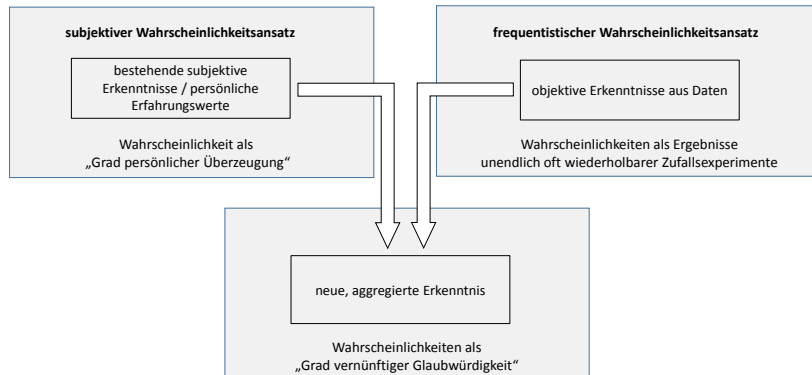 subjektiver Wahrscheinlichkeitsansatz
bestehende subjektive
Erkenntnisse / persönliche
Erfahrungswerte
Wahrscheinlichkeit als
„Grad persönlicher Überzeugung“
frequentistischer Wahrscheinlichkeitsansatz
objektive Erkenntnisse aus Daten
Wahrscheinlichkeiten als Ergebnisse
unendlich oft wiederholbarer Zufallsexperimente
neue, aggregierte Erkenntnis
Wahrscheinlichkeiten als
„Grad vernünftiger Glaubwürdigkeit“